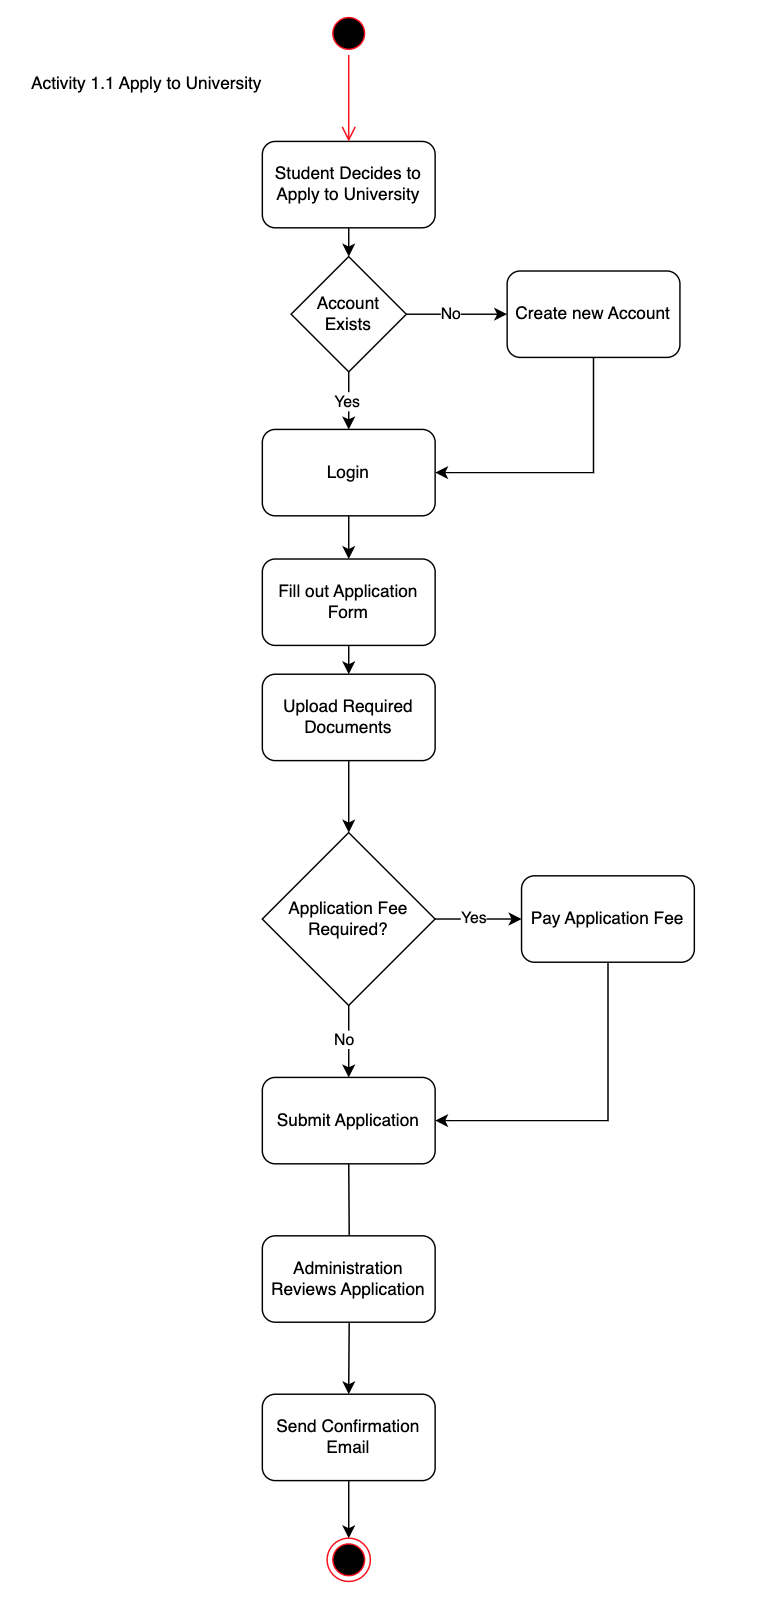 Activity 1.1 Apply to University
Student Decides to
Apply to University
Account
Exists
No
Create new Account
Yes
Login
Fill out Application
Form
Upload Required
Documents
Application Fee
Required?
Yes
Pay Application Fee
No
Submit Application
Administration
Reviews Application
Send Confirmation
Email